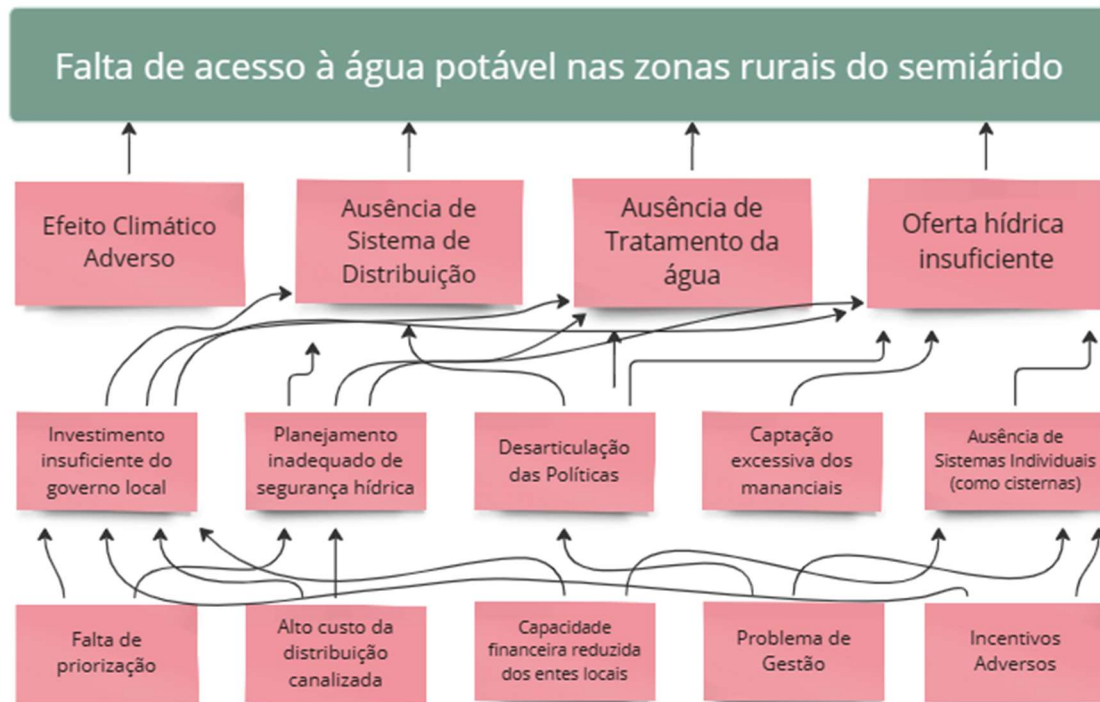 Falta de acesso à água potável nas zonas rurais do semiárido
Efeito Climático
Adverso
Ausência de
Sistema de
Distribuição
Ausência de
Tratamento da
água
Oferta hídrica
insuficiente
Investimento
insuficiente do
governo local
Planejamento
inadequado de
segurança hídrica
Desarticulação
das Políticas
Captação
excessiva dos
mananciais
Ausência de
Sistemas Individuais
(como cisternas)
Falta de
priorização
Alto custo da
distribuição
canalizada
Capacidade
financeira reduzida
dos entes locais
Problema de
Gestão
Incentivos
Adversos